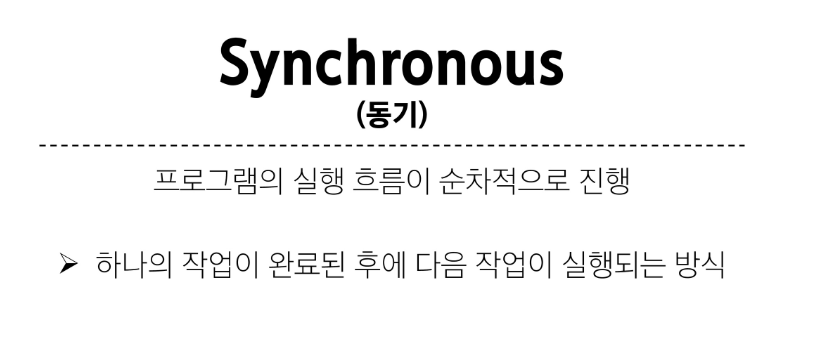 Synchronous
(동기)
프로그램의 실행 흐름이 순차적으로 진행
➢ 하나의 작업이 완료된 후에 다음 작업이 실행되는 방식